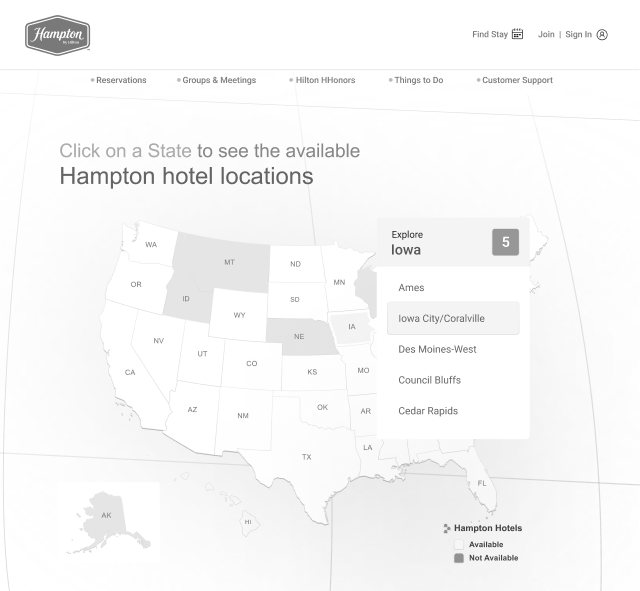 Hampton
by Hilton
Find Stay
Join | Sign In
Reservations
Groups & Meetings
Hilton HHonors
Things to Do
Customer Support
Click on a State to see the available
Hampton hotel locations
Explore
Iowa
5
Ames
Iowa City/Coralville
Des Moines-West
Council Bluffs
Cedar Rapids
WA
MT
ND
MN
OR
ID
SD
WY
IA
NE
NV
UT
CO
KS
MO
CA
AZ
NM
OK
AR
TX
LA
FL
AK
HI
Hampton Hotels
Available
Not Available